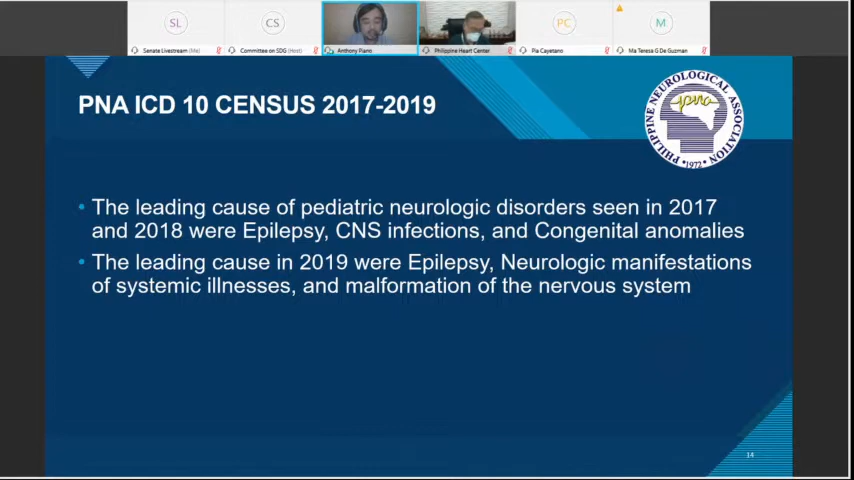 SL
CS
PC
M
Senate Livestream (Me)
Committee on SDG (Host)
Anthony Piano
Philippine Heart Center
Pia Cayetano
Ma Teresa G De Guzman
PNA ICD 10 CENSUS 2017-2019
PHILIPPINE NEUROLOGICAL ASSOCIATION
pna
1972
• The leading cause of pediatric neurologic disorders seen in 2017
and 2018 were Epilepsy, CNS infections, and Congenital anomalies
• The leading cause in 2019 were Epilepsy, Neurologic manifestations
of systemic illnesses, and malformation of the nervous system
14